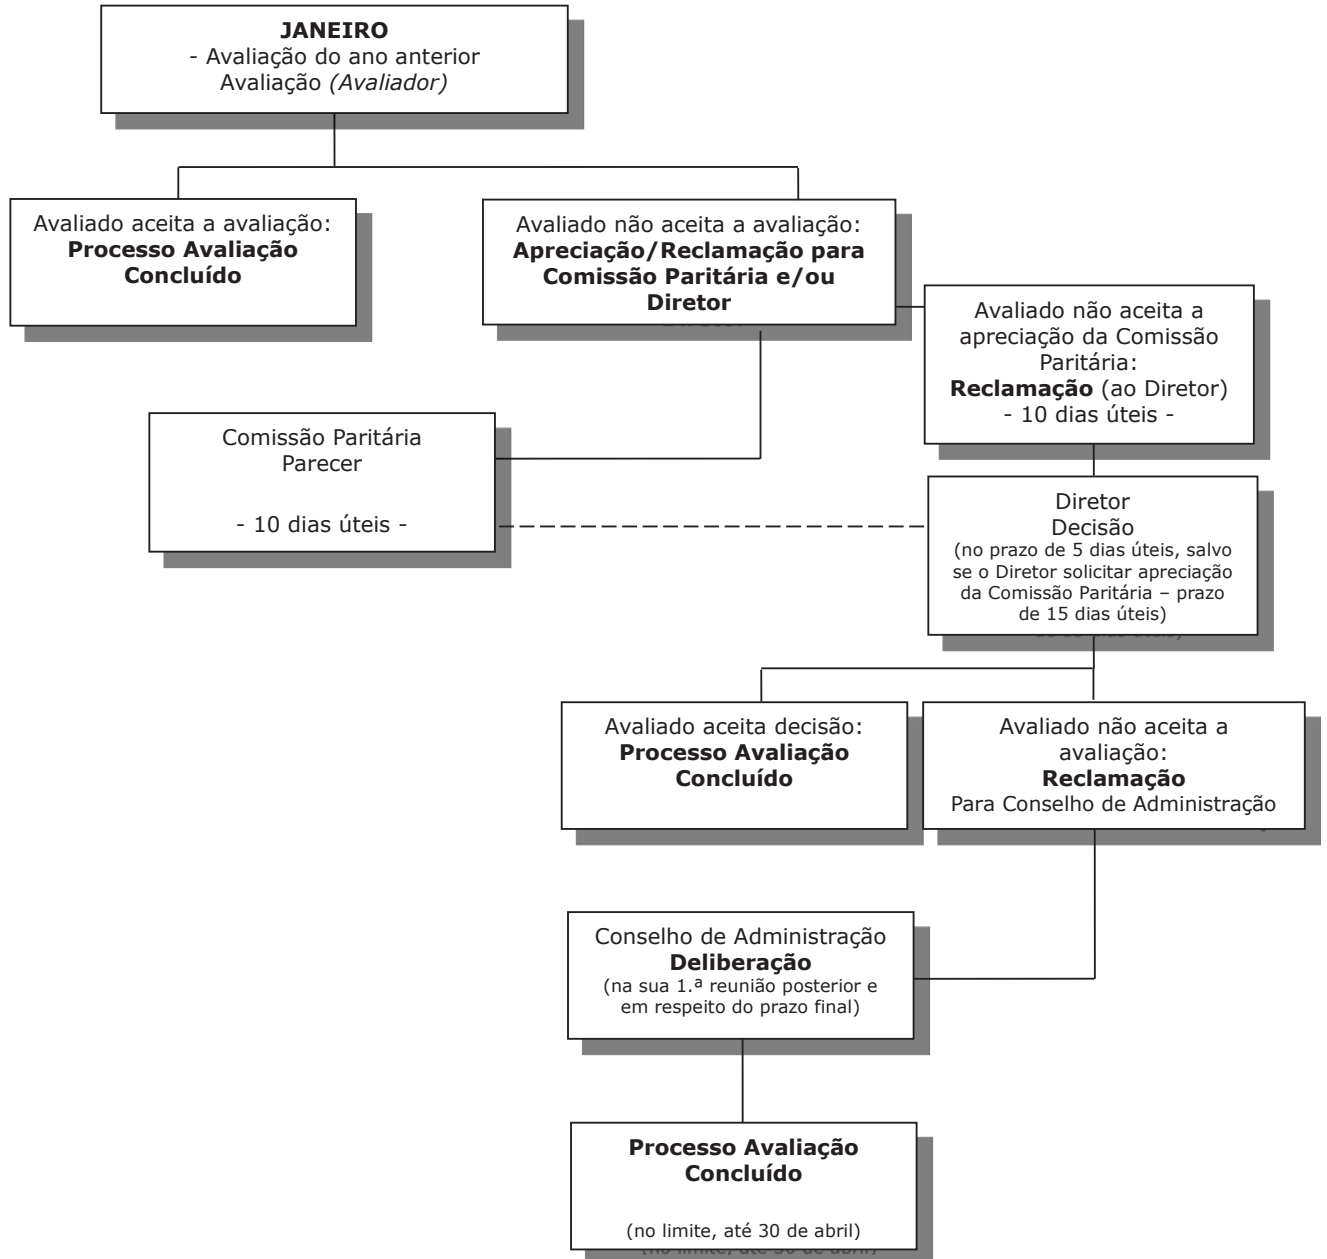 JANEIRO
- Avaliação do ano anterior
Avaliação (Avaliador)
Avaliado aceita a avaliação:
Processo Avaliação
Concluído
Avaliado não aceita a avaliação:
Apreciação/Reclamação para
Comissão Paritária e/ou
Diretor
Avaliado não aceita a
apreciação da Comissão
Paritária:
Reclamação (ao Diretor)
- 10 dias úteis -
Comissão Paritária
Parecer
- 10 dias úteis -
Diretor
Decisão
(no prazo de 5 dias úteis, salvo
se o Diretor solicitar apreciação
da Comissão Paritária – prazo
de 15 dias úteis)
Avaliado aceita decisão:
Processo Avaliação
Concluído
Avaliado não aceita a
avaliação:
Reclamação
Para Conselho de Administração
Conselho de Administração
Deliberação
(na sua 1.ª reunião posterior e
em respeito do prazo final)
Processo Avaliação
Concluído
(no limite, até 30 de abril)